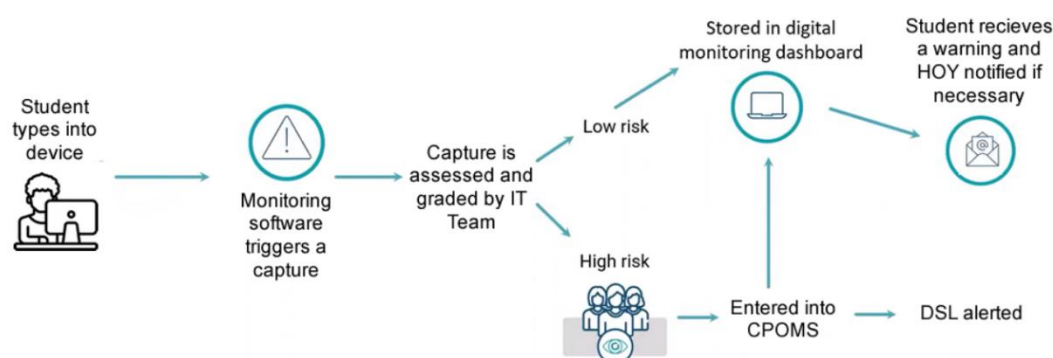 Student
types into
device
Monitoring
software
triggers a
capture
Capture is
assessed and
graded by IT
Team
Low risk
High risk
Stored in digital
monitoring dashboard
Student recieves
a warning and
HOY notified if
necessary
@
Entered into
CPOMS
DSL alerted